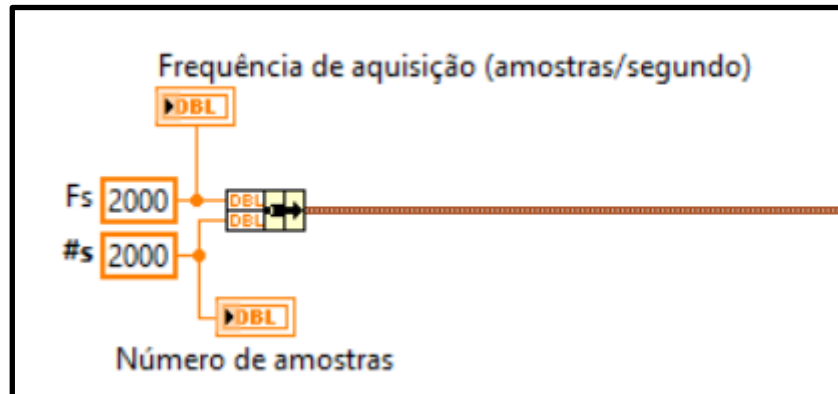 Frequência de aquisição (amostras/segundo)
DBL
Fs 2000 DBL
#s 2000 DBL
DBL
Número de amostras